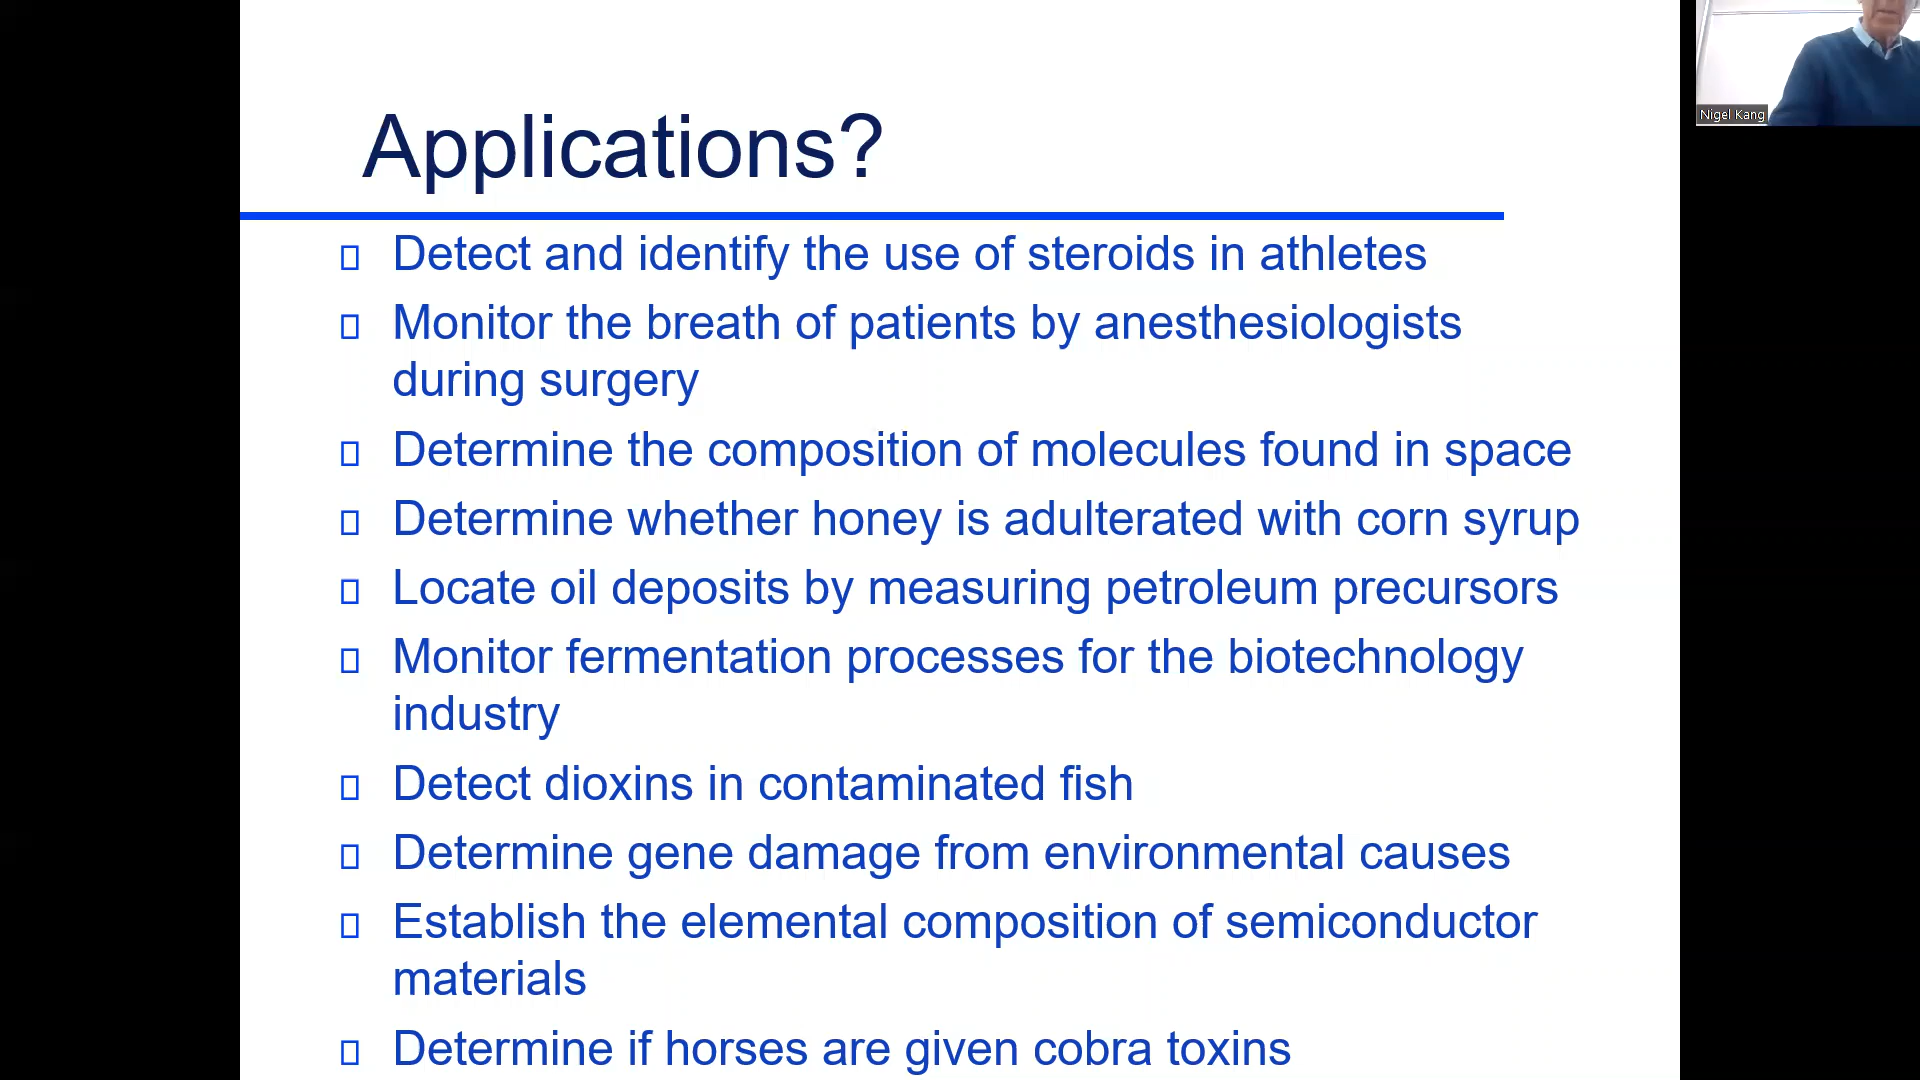 Applications?
Detect and identify the use of steroids in athletes
Monitor the breath of patients by anesthesiologists
during surgery
Determine the composition of molecules found in space
Determine whether honey is adulterated with corn syrup
Locate oil deposits by measuring petroleum precursors
Monitor fermentation processes for the biotechnology
industry
Detect dioxins in contaminated fish
Determine gene damage from environmental causes
Establish the elemental composition of semiconductor
materials
Determine if horses are given cobra toxins
Nigel Kang